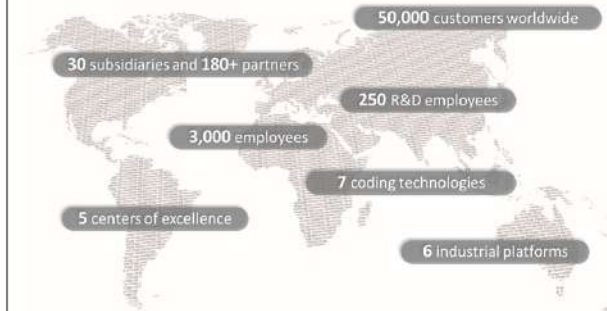 50,000 customers worldwide
30 subsidiaries and 180+ partners
250 R&D employees
3,000 employees
7 coding technologies
5 centers of excellence
6 industrial platforms